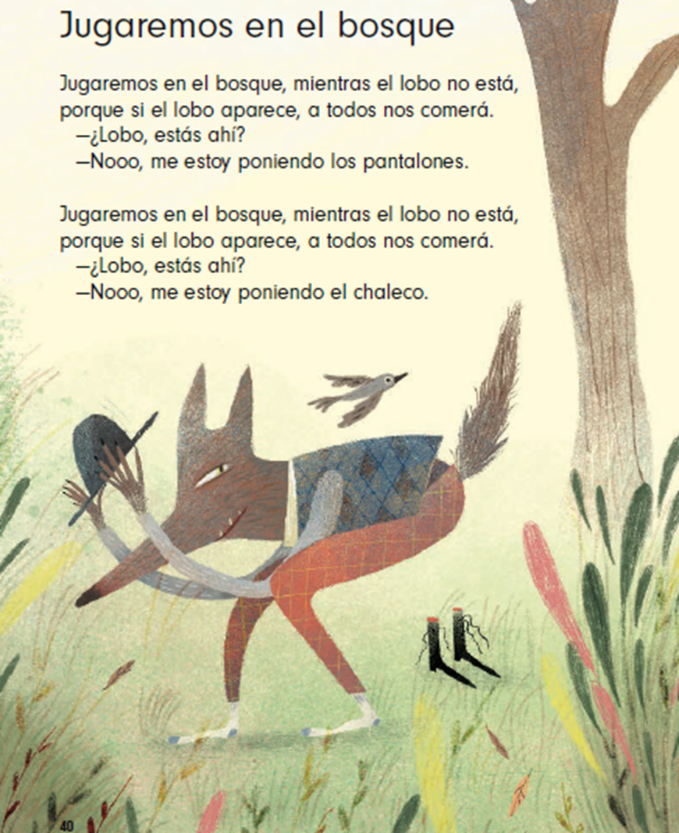 Jugaremos en el bosque
Jugaremos en el bosque, mientras el lobo no está,
porque si el lobo aparece, a todos nos comerá.
—¿Lobo, estás ahí?
—Nooo, me estoy poniendo los pantalones.
Jugaremos en el bosque, mientras el lobo no está,
porque si el lobo aparece, a todos nos comerá.
—¿Lobo, estás ahí?
—Nooo, me estoy poniendo el chaleco.
40